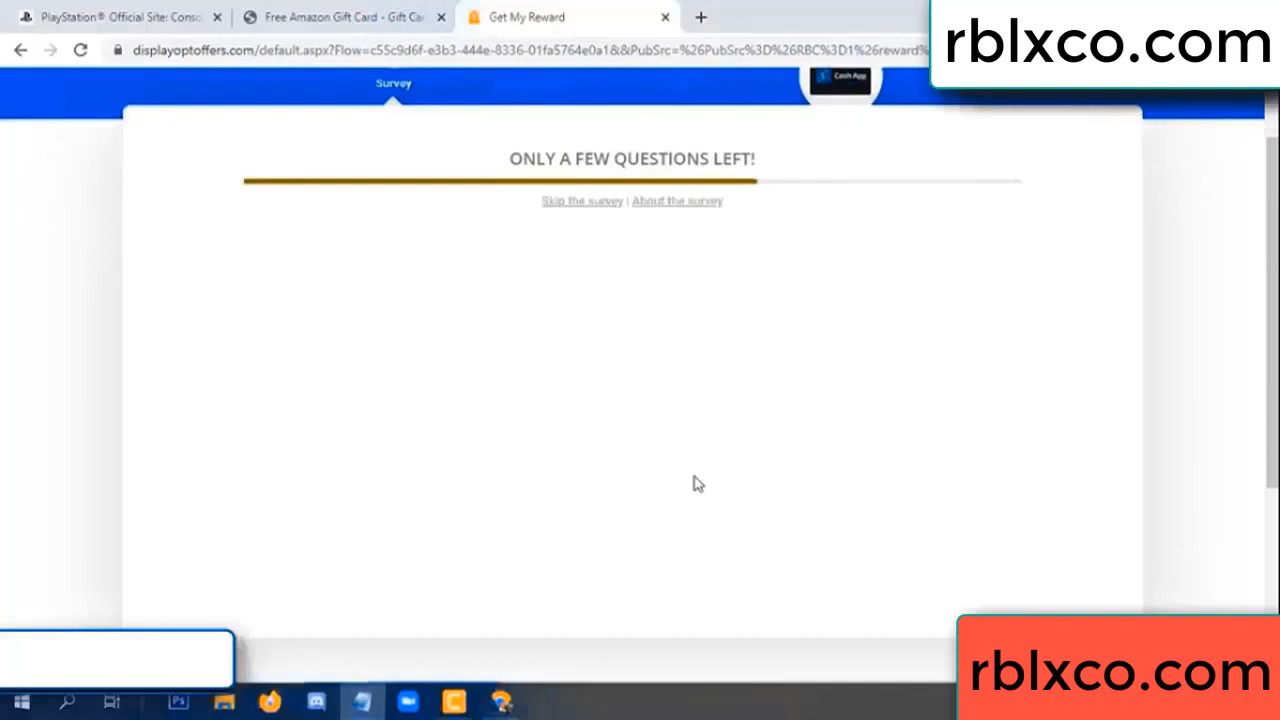 PlayStation® Official Site: Conso
Free Amazon Gift Card - Gift Car
Get My Reward
displayoptoffers.com/default.aspx?Flow=c55c9d6f-e3b3-444e-8336-01fa5764e0a1&&PubSrc=%26PubSrc%3D%26RBC%3D1%26reward%
rblxco.com
Survey
Cash App
ONLY A FEW QUESTIONS LEFT!
Skip the survey | About the survey
rblxco.com
Ps